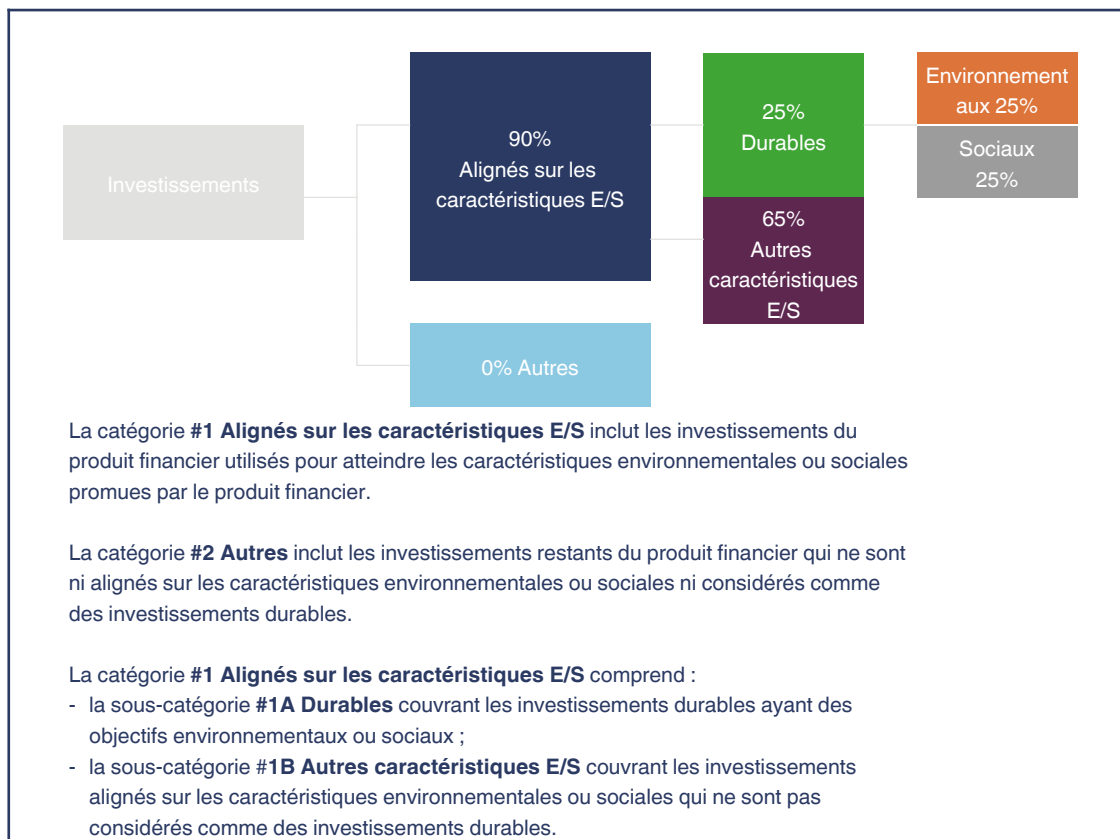 Investissements
90%
Alignés sur les
caractéristiques E/S
0% Autres
25%
Durables
65%
Autres
caractéristiques
E/S
Environnement
aux 25%
Sociaux
25%
La catégorie #1 Alignés sur les caractéristiques E/S inclut les investissements du
produit financier utilisés pour atteindre les caractéristiques environnementales ou sociales
promues par le produit financier.
La catégorie #2 Autres inclut les investissements restants du produit financier qui ne sont
ni alignés sur les caractéristiques environnementales ou sociales ni considérés comme
des investissements durables.
La catégorie #1 Alignés sur les caractéristiques E/S comprend :
- la sous-catégorie #1A Durables couvrant les investissements durables ayant des
objectifs environnementaux ou sociaux ;
- la sous-catégorie #1B Autres caractéristiques E/S couvrant les investissements
alignés sur les caractéristiques environnementales ou sociales qui ne sont pas
considérés comme des investissements durables.